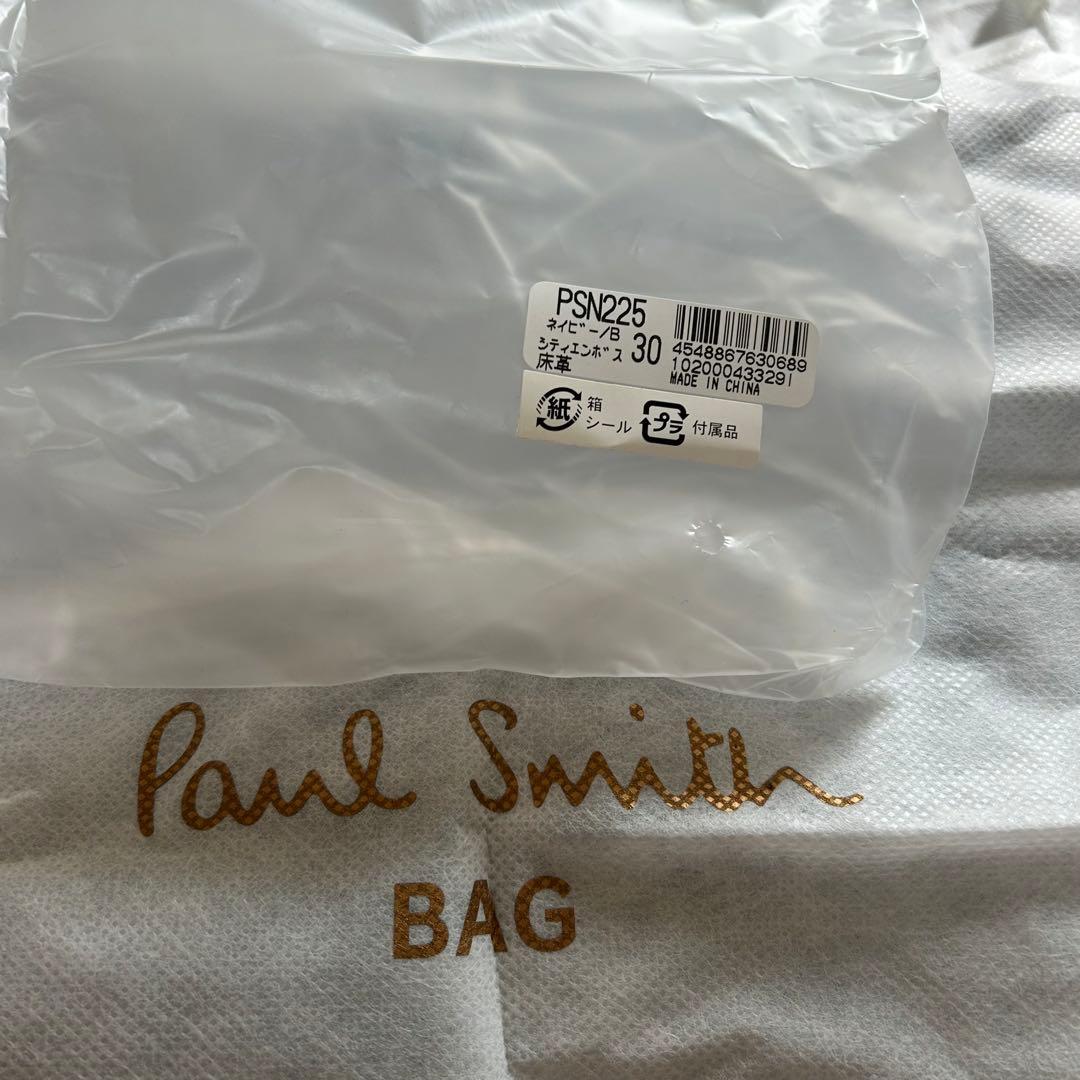 PSN225
ネイビー/B
シティエンボス 30
床革
4548867630689
102000433291
MADE IN CHINA
紙 箱
シール プラ 付属品
Paul Smith
BAG